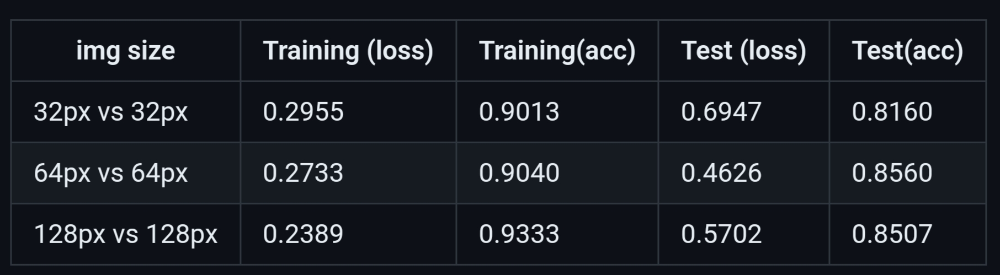 img size Training (loss) Training(acc) Test (loss) Test(acc)
32px vs 32px 0.2955 0.9013 0.6947 0.8160
64px vs 64px 0.2733 0.9040 0.4626 0.8560
128px vs 128px 0.2389 0.9333 0.5702 0.8507